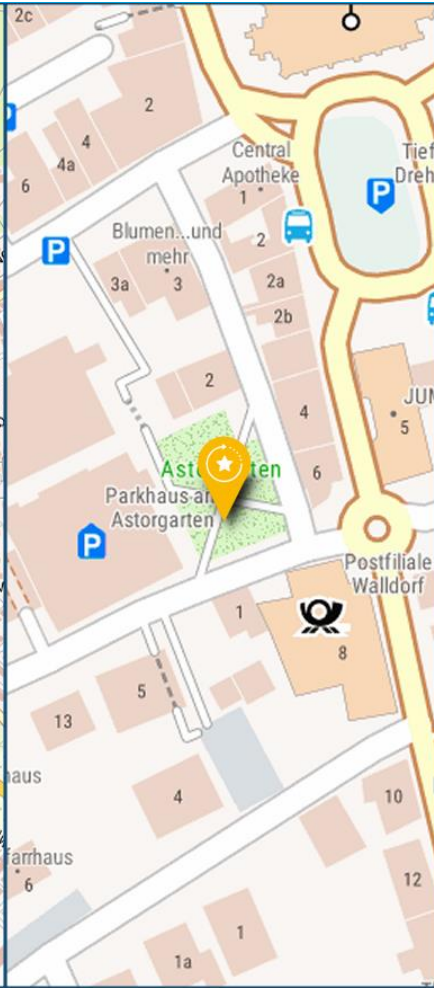 2c
2
4
4a
6
Central
Apotheke
1
Tief
Dreh
P
P
Blumen...und
mehr
2
3a
3
2a
2b
2
4
JUM
5
6
Parkhaus am
Astorgarten
P
Postfiliale
Walldorf
1
8
5
13
haus
4
10
farrhaus
6
12
1
1a